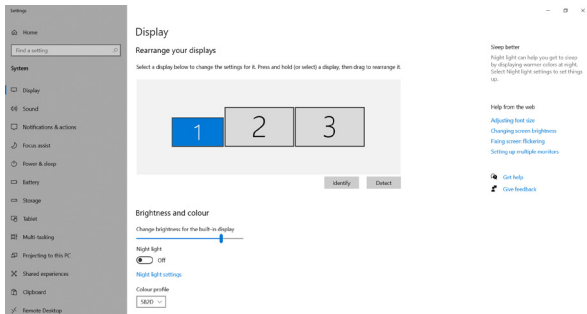 Settings
Home
Find a setting
System
Display
Sound
Notifications & actions
Focus assist
Power & sleep
Battery
Storage
Tablet
Multi-tasking
Projecting to this PC
Shared experiences
Clipboard
Remote Desktop
Display
Rearrange your displays
Select a display below to change the settings for it. Press and hold (or select) a display, then drag to rearrange it.
1 2 3
Identify Detect
Brightness and colour
Change brightness for the built-in display
Night light
Off
Night light settings
Colour profile
Sleep better
Night light can help you get to sleep
by displaying warmer colors at night.
Select Night light settings to set things
up.
Help from the web
Adjusting font size
Changing screen brightness
Fixing screen flickering
Setting up multiple monitors
Get help
Give feedback